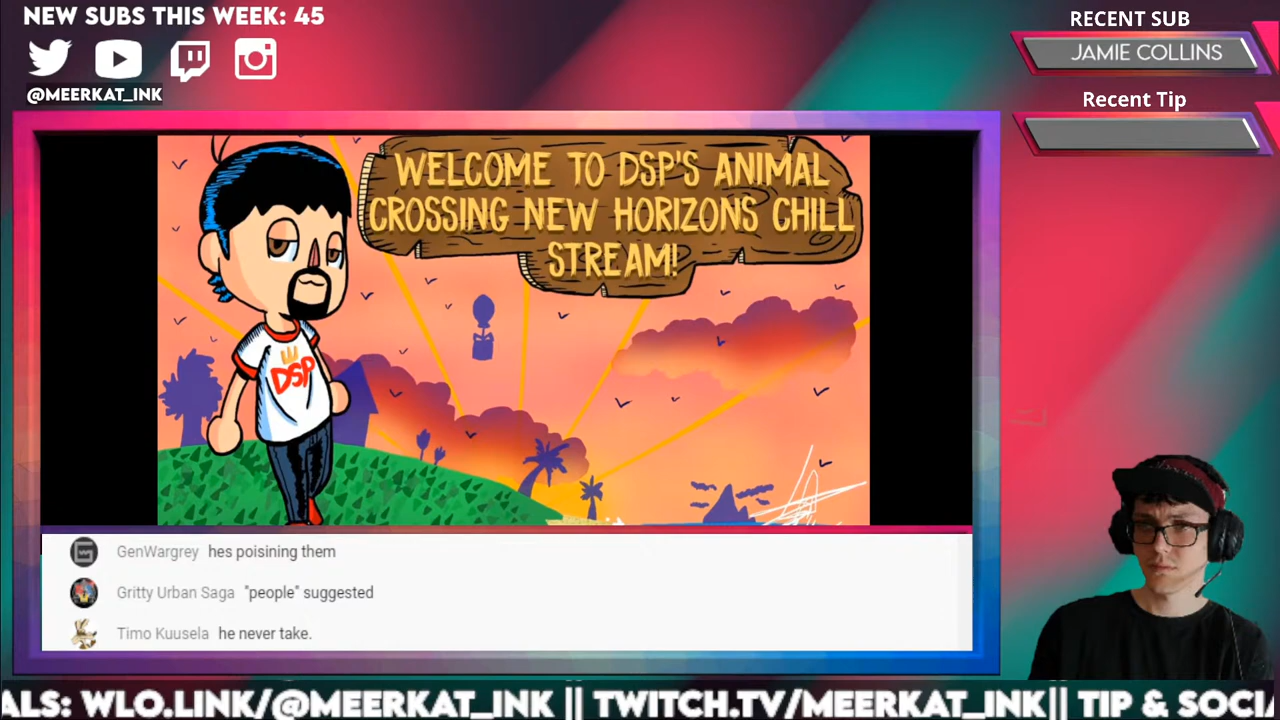 NEW SUBS THIS WEEK: 45
@MEERKAT_INK
RECENT SUB
JAMIE COLLINS
Recent Tip
WELCOME TO DSP'S ANIMAL
CROSSING NEW HORIZONS CHILL
STREAM!
DSP
GenWargrey hes poisining them
Gritty Urban Saga "people" suggested
Timo Kuusela he never take.
ALS: WLO.LINK/@MEERKAT_INK || TWITCH.TV/MEERKAT_INK|| TIP & SOCIA